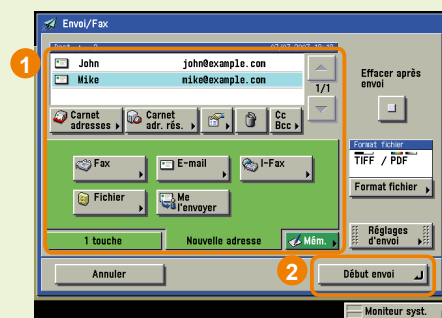 Envoi/Fax
1
John john@example.com
Mike mike@example.com
1/1
Effacer après
envoi
Carnet
adresses
Carnet
adr. rés.
Cc
Bcc
Format fichier
TIFF / PDF
Fax
E-mail
I-Fax
Format fichier
Fichier
Me
l'envoyer
Réglages
d'envoi
1 touche
Nouvelle adresse
Mém.
2
Annuler
Début envoi
Moniteur syst.